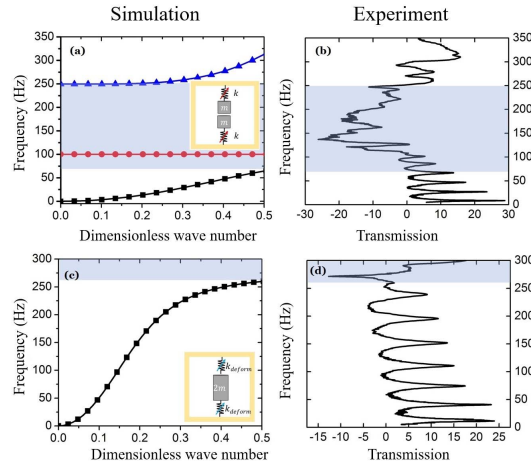 Simulation
Experiment
(a)
350
300
250
200
150
100
50
0
Frequency (Hz)
k
m
m
k
0.0 0.1 0.2 0.3 0.4 0.5
Dimensionless wave number
(b)
350
300
250
200
150
100
50
0
Frequency (Hz)
-30 -20 -10 0 10 20 30
Transmission
(c)
300
250
200
150
100
50
0
Frequency (Hz)
k_deform
2m
k_deform
0.0 0.1 0.2 0.3 0.4 0.5
Dimensionless wave number
(d)
300
250
200
150
100
50
0
Frequency (Hz)
-15 -10 -5 0 5 10 15 20 25
Transmission